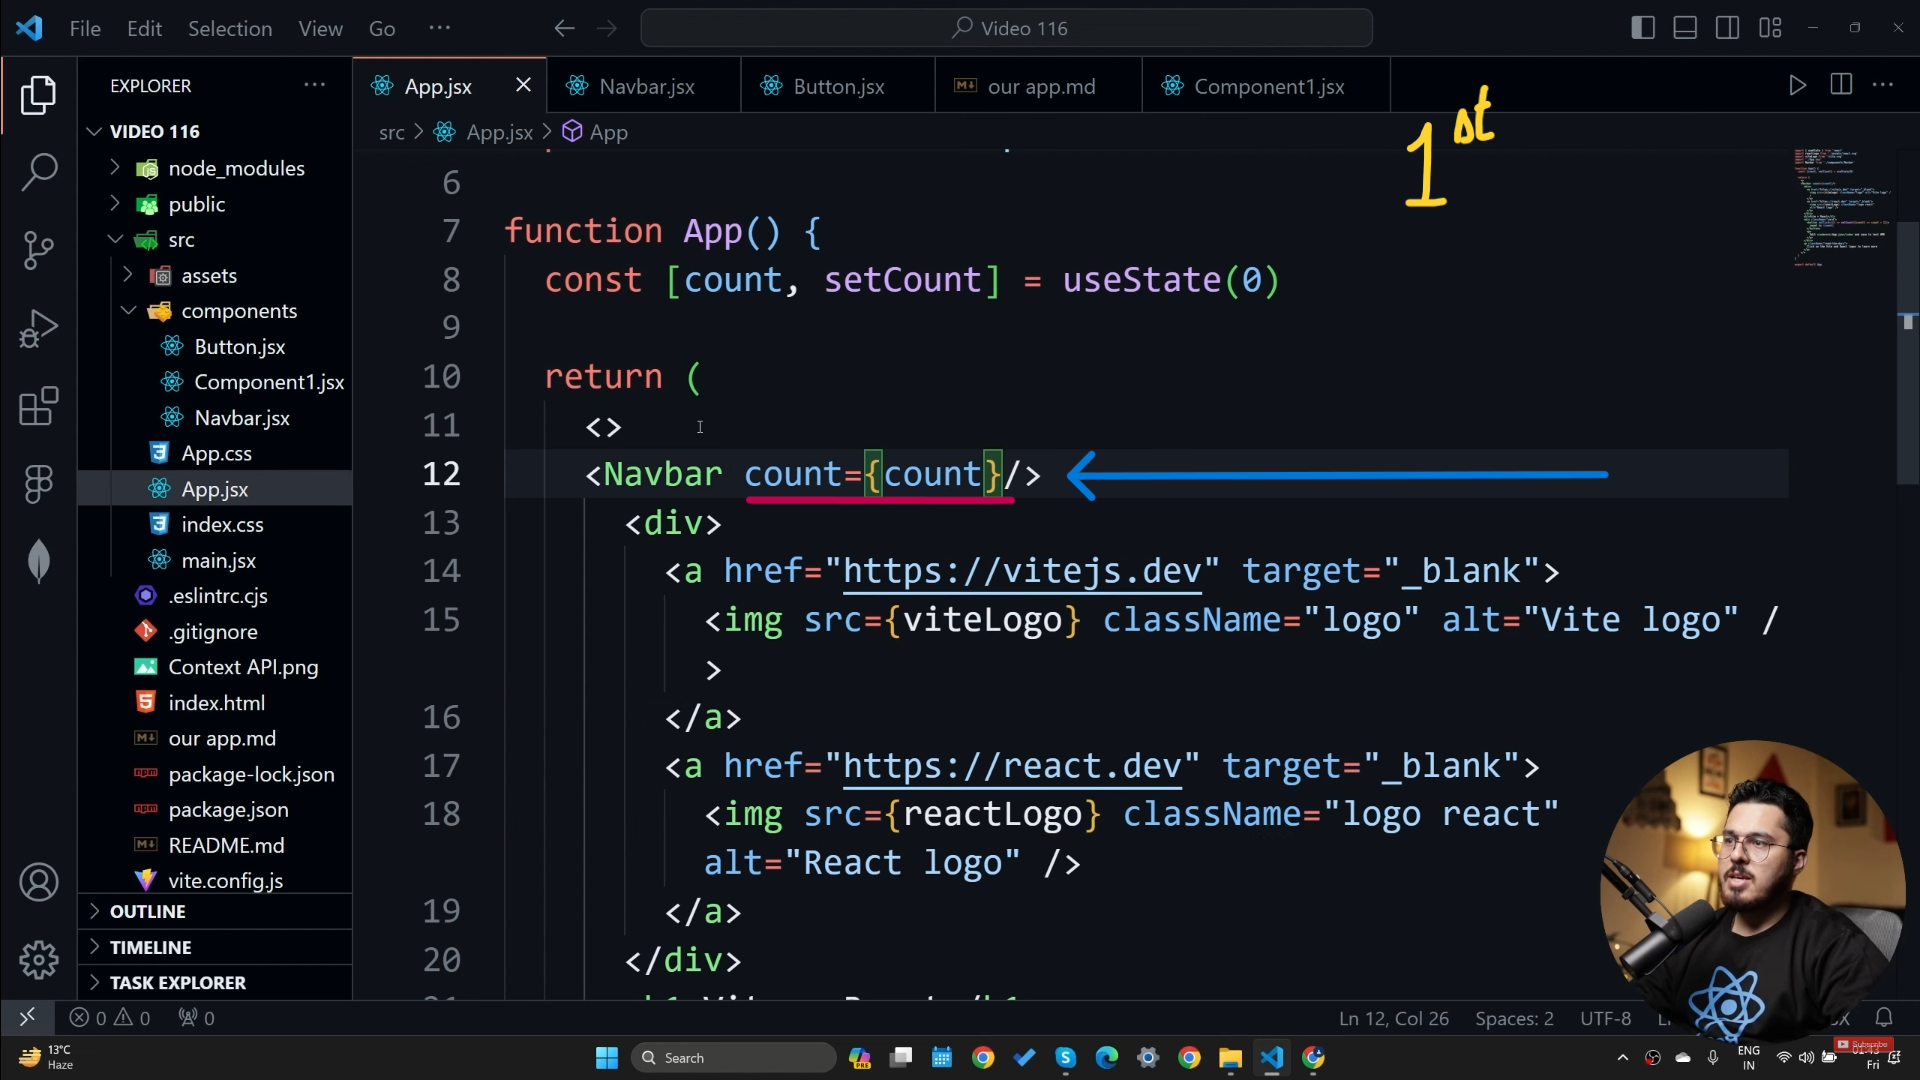 File Edit Selection View Go ···
Video 116
EXPLORER ···
VIDEO 116
node_modules
public
src
assets
components
Button.jsx
Component1.jsx
Navbar.jsx
App.css
App.jsx
index.css
main.jsx
.eslintrc.cjs
.gitignore
Context API.png
index.html
our app.md
package-lock.json
package.json
README.md
vite.config.js
OUTLINE
TIMELINE
TASK EXPLORER
App.jsx Navbar.jsx Button.jsx our app.md Component1.jsx
src > App.jsx > App
1st
6
7 function App() {
8 const [count, setCount] = useState(0)
9
10 return (
11 <>
12 <Navbar count={count}/>
13 <div>
14 <a href="https://vitejs.dev" target="_blank">
15 <img src={viteLogo} className="logo" alt="Vite logo" /
>
16 </a>
17 <a href="https://react.dev" target="_blank">
18 <img src={reactLogo} className="logo react"
alt="React logo" />
19 </a>
20 </div>
0 0 0
Ln 12, Col 26 Spaces: 2 UTF-8
13°C
Haze
Search
PRE
ENG
IN
Subscribe
Fri